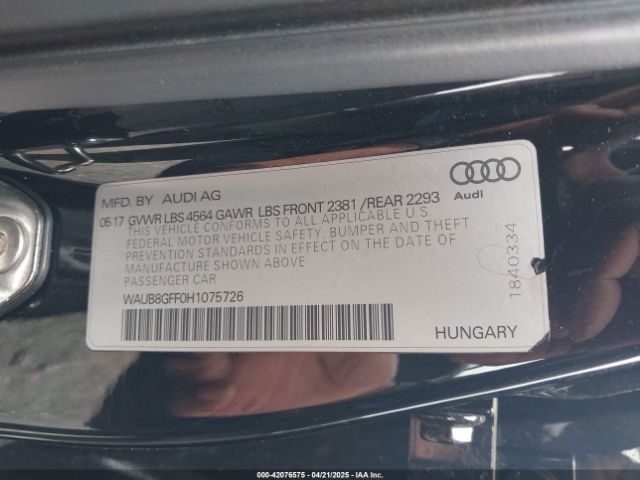 MFD. BY AUDI AG
Audi
05 17 GVWR LBS 4564 GAWR LBS FRONT 2381 /REAR 2293
THIS VEHICLE CONFORMS TO ALL APPLICABLE U S
FEDERAL MOTOR VEHICLE SAFETY, BUMPER AND THEFT
PREVENTION STANDARDS IN EFFECT ON THE DATE OF
MANUFACTURE SHOWN ABOVE
PASSENGER CAR
WAUB8GFF0H1075726
1840334
HUNGARY
000-42076575 - 04/21/2025 - IAA Inc.